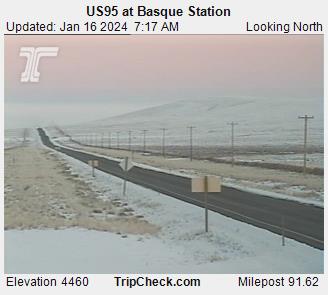 US95 at Basque Station
Updated: Jan 16 2024 7:17 AM Looking North
Elevation 4460 TripCheck.com Milepost 91.62